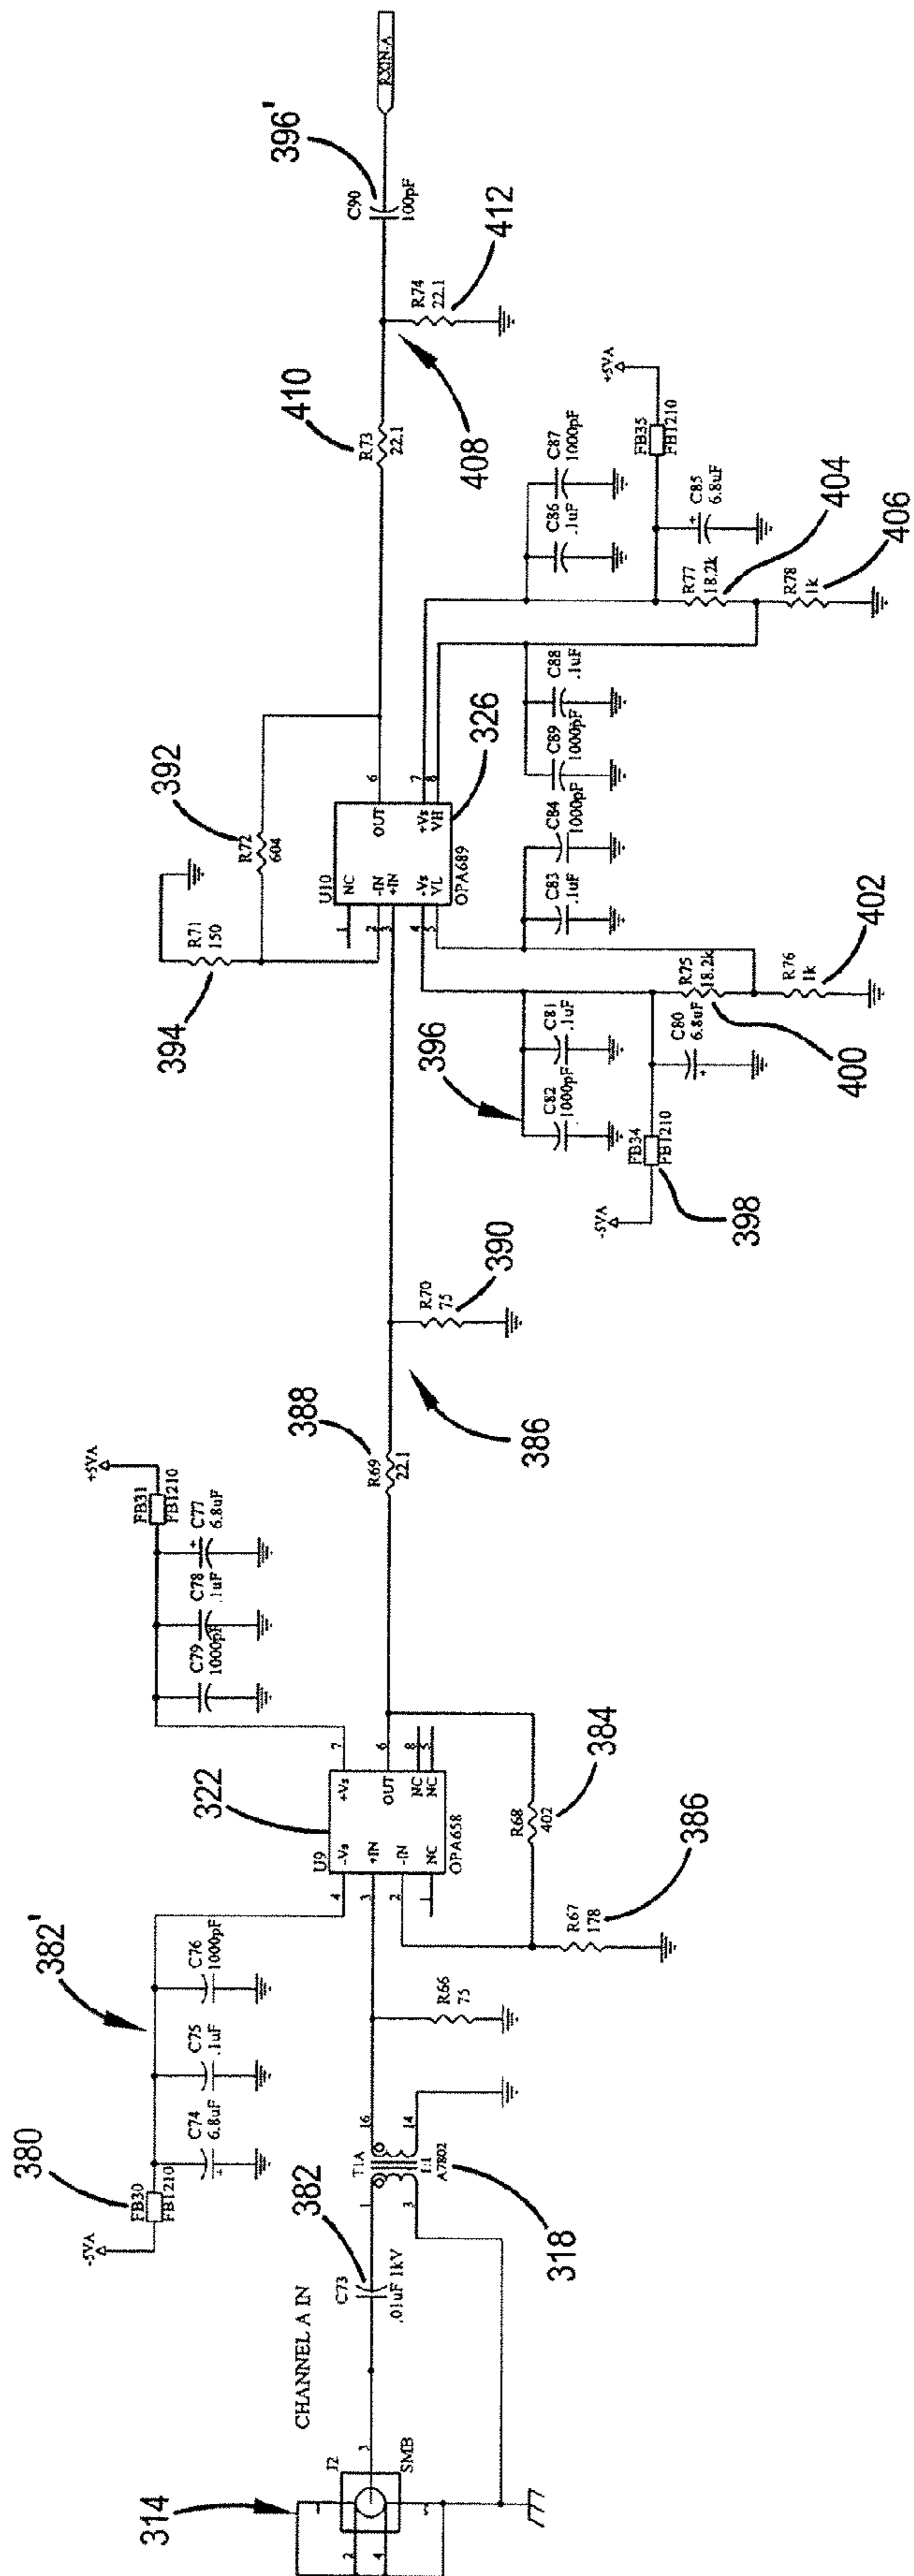 314
J2
SMB
1
2
4
3
2
CHANNEL A IN
C73
.01uF 1kV
382
T1A
1
3
16
14
1:1
A7802
318
-5VA
FB30
FBT210
380
C74
6.8uF
C75
.1uF
C76
1000pF
382'
R66
75
U9
-Vs
+IN
-IN
NC
+Vs
OUT
NC
NC
OPA658
4
3
2
1
7
6
8
5
322
R67
178
386
R68
402
384
C79
1000pF
C78
.1uF
C77
6.8uF
FB31
FBT210
+5VA
R69
22.1
388
386
R70
75
390
R71
150
394
R72
604
392
U10
NC
-IN
+IN
-Vs
VL
OUT
+Vs
VH
OPA689
1
2
3
4
5
6
7
8
326
396
C82
1000pF
C81
.1uF
-5VA
FB34
FBT210
398
C80
6.8uF
R75
18.2k
400
R76
1k
402
C83
.1uF
C84
1000pF
C89
1000pF
C88
.1uF
C86
.1uF
C87
1000pF
+5VA
FB35
FBT210
C85
6.8uF
R77
18.2k
404
R78
1k
406
R73
22.1
410
408
R74
22.1
412
C90
100pF
396'
RXIN-A